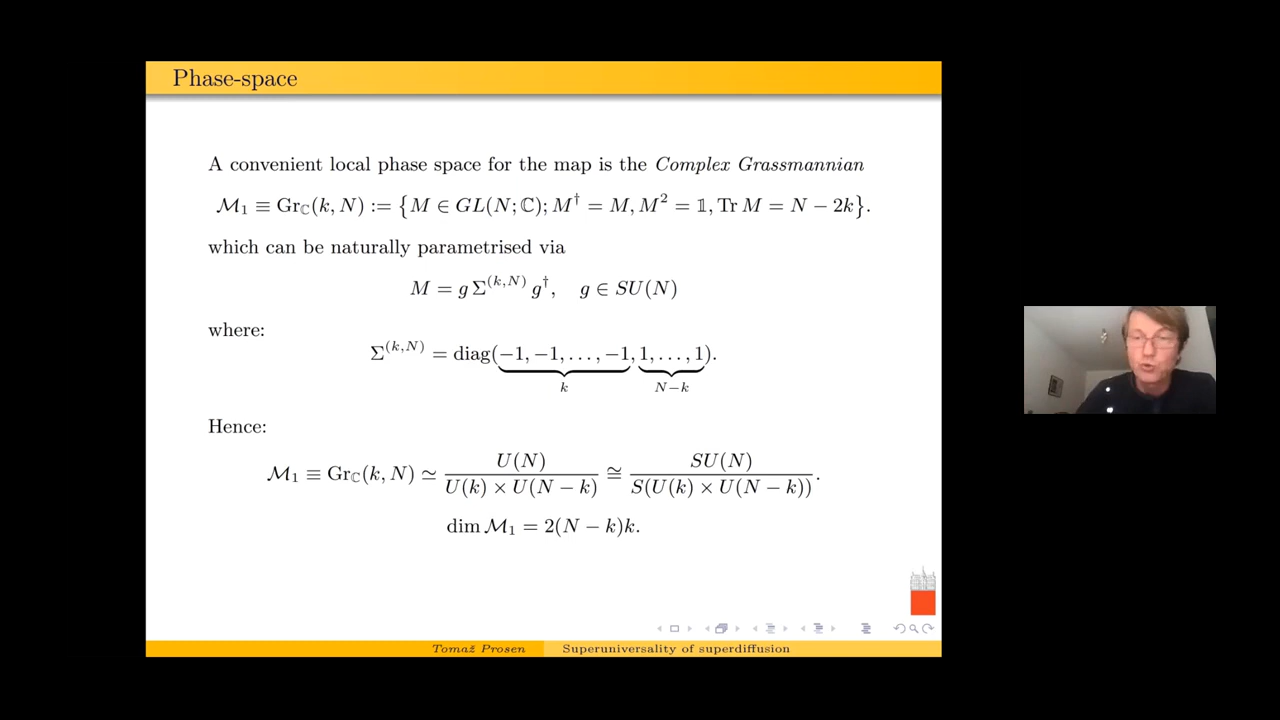 Phase-space
A convenient local phase space for the map is the Complex Grassmannian
ℳ₁ ≡ Gr_ℂ(k, N) := {M ∈ GL(N; ℂ); M† = M, M² = 𝟙, Tr M = N − 2k}.
which can be naturally parametrised via
M = g Σ^(k,N) g†, g ∈ SU(N)
where:
Σ^(k,N) = diag(−1, −1, …, −1, 1, …, 1).
k N−k
Hence:
ℳ₁ ≡ Gr_ℂ(k, N) ≃ U(N) / U(k) × U(N − k) ≅ SU(N) / S(U(k) × U(N − k)).
dim ℳ₁ = 2(N − k)k.
Tomaž Prosen Superuniversality of superdiffusion